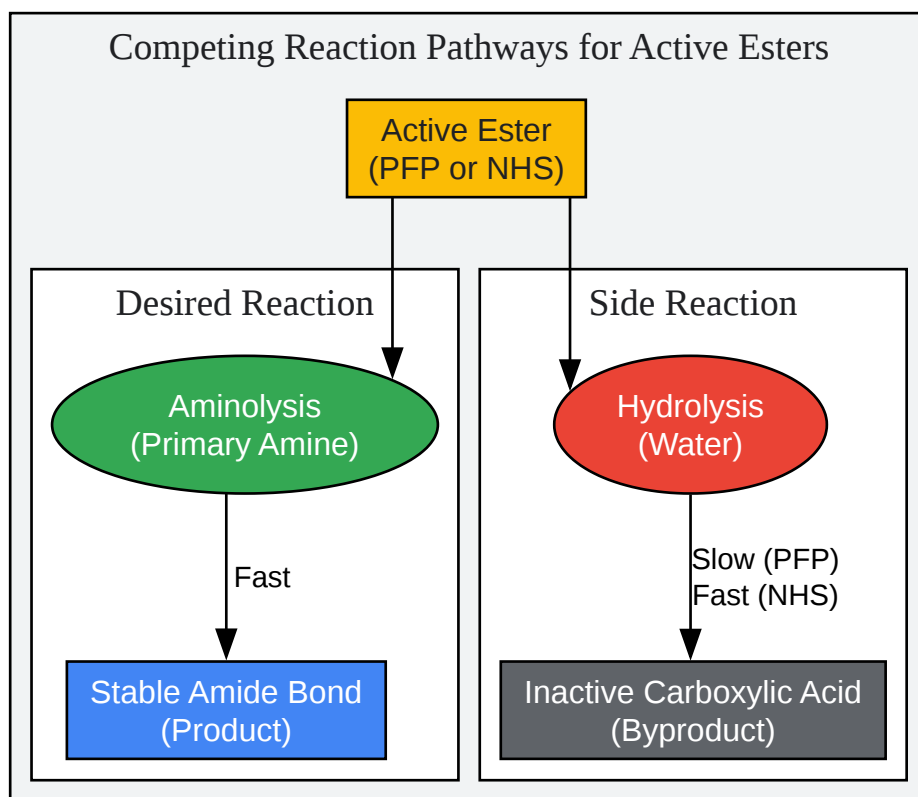 Competing Reaction Pathways for Active Esters
Active Ester
(PFP or NHS)
Desired Reaction
Aminolysis
(Primary Amine)
Fast
Stable Amide Bond
(Product)
Side Reaction
Hydrolysis
(Water)
Slow (PFP)
Fast (NHS)
Inactive Carboxylic Acid
(Byproduct)